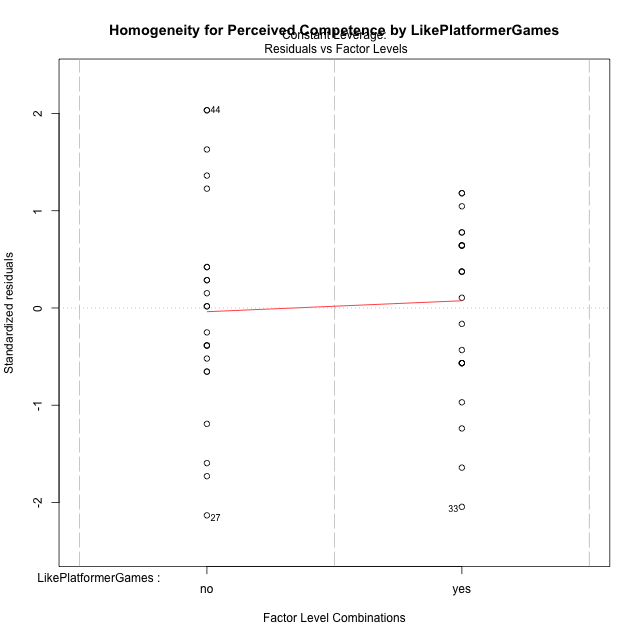 Homogeneity for Perceived Competence by LikePlatformerGames
Constant Leverage:
Residuals vs Factor Levels
Standardized residuals
2
1
0
-1
-2
44
27
33
LikePlatformerGames :
no
yes
Factor Level Combinations